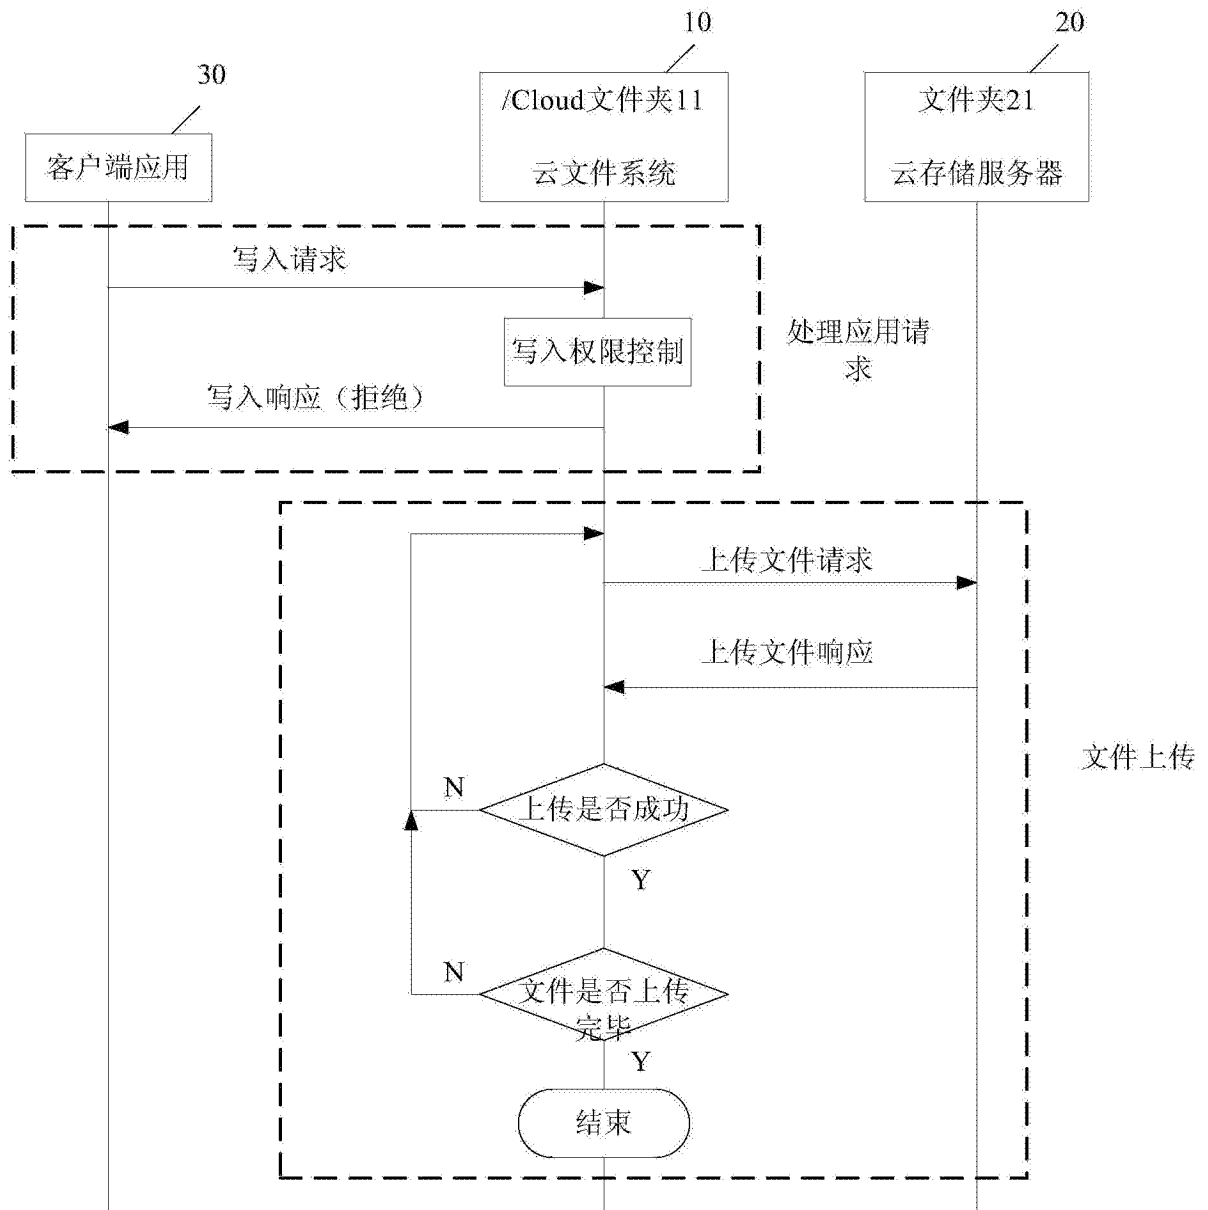 10
20
30
/Cloud文件夹11
云文件系统
文件夹21
云存储服务器
客户端应用
写入请求
处理应用请
求
写入权限控制
写入响应（拒绝）
上传文件请求
上传文件响应
文件上传
N
上传是否成功
Y
N
文件是否上传
完毕
Y
结束